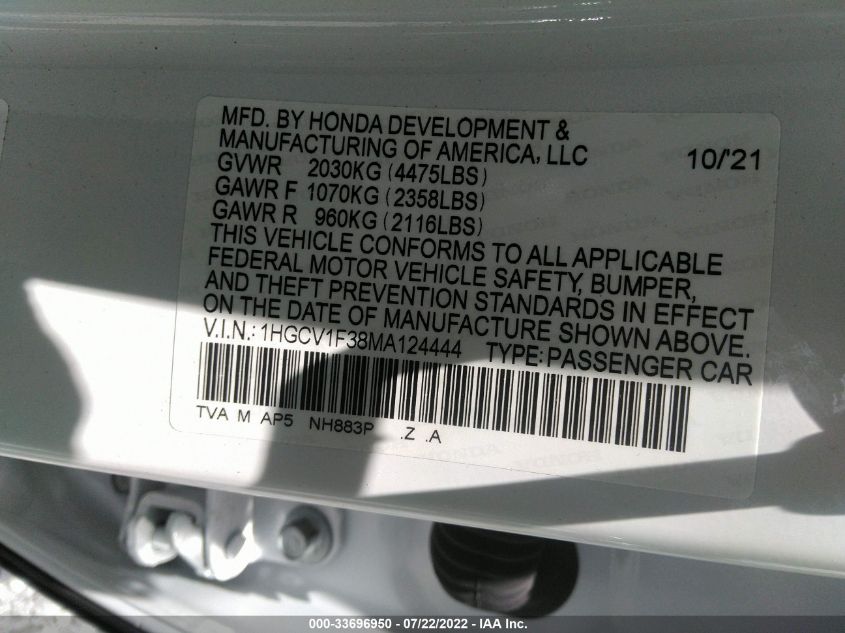 MFD. BY HONDA DEVELOPMENT &
MANUFACTURING OF AMERICA, LLC 10/'21
GVWR 2030KG (4475LBS)
GAWR F 1070KG (2358LBS)
GAWR R 960KG (2116LBS)
THIS VEHICLE CONFORMS TO ALL APPLICABLE
FEDERAL MOTOR VEHICLE SAFETY, BUMPER,
AND THEFT PREVENTION STANDARDS IN EFFECT
ON THE DATE OF MANUFACTURE SHOWN ABOVE.
V.I.N.: 1HGCV1F38MA124444 TYPE: PASSENGER CAR
TVA M AP5 NH883P .Z .A
000-33696950 - 07/22/2022 - IAA Inc.